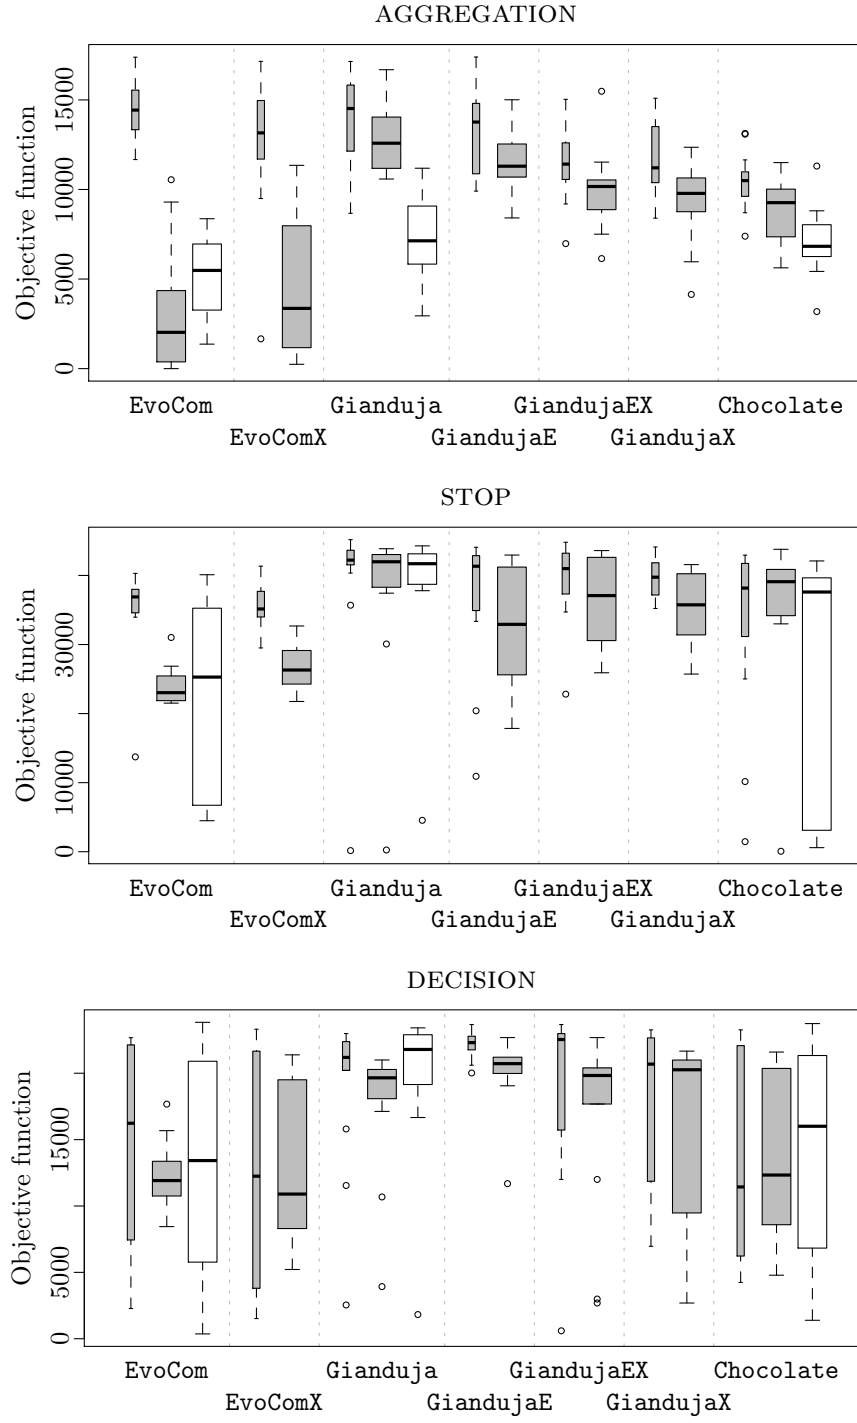 AGGREGATION
Objective function
15000
10000
5000
0
EvoCom Gianduja GiandujaEX Chocolate
EvoComX GiandujaE GiandujaX
STOP
Objective function
30000
10000
0
EvoCom Gianduja GiandujaEX Chocolate
EvoComX GiandujaE GiandujaX
DECISION
Objective function
15000
5000
0
EvoCom Gianduja GiandujaEX Chocolate
EvoComX GiandujaE GiandujaX